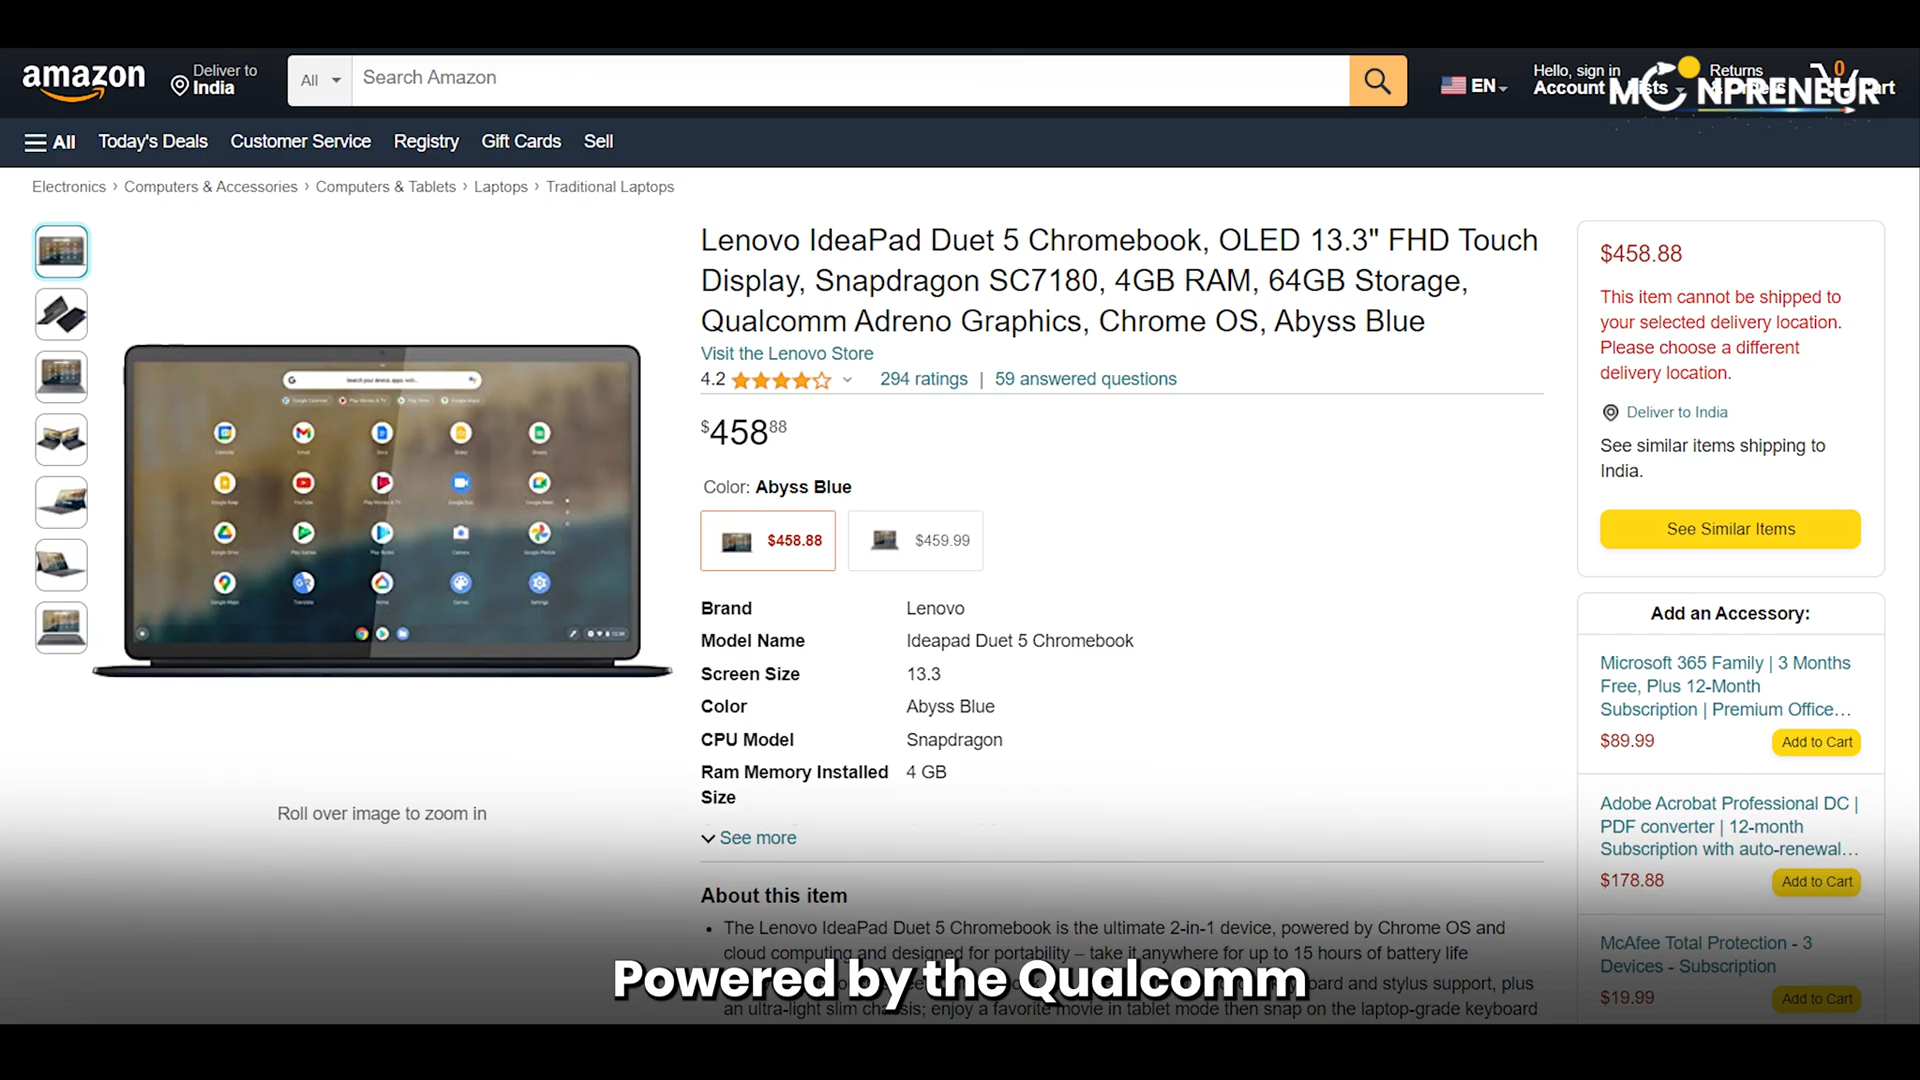 amazon
Deliver to
India
All
Search Amazon
EN
Hello, sign in
Account
Returns
0
MOONPRENEUR
All
Today's Deals
Customer Service
Registry
Gift Cards
Sell
Electronics › Computers & Accessories › Computers & Tablets › Laptops › Traditional Laptops
Lenovo IdeaPad Duet 5 Chromebook, OLED 13.3" FHD Touch
Display, Snapdragon SC7180, 4GB RAM, 64GB Storage,
Qualcomm Adreno Graphics, Chrome OS, Abyss Blue
Visit the Lenovo Store
4.2
294 ratings | 59 answered questions
$458 88
Color: Abyss Blue
$458.88
$459.99
Brand Lenovo
Model Name Ideapad Duet 5 Chromebook
Screen Size 13.3
Color Abyss Blue
CPU Model Snapdragon
Ram Memory Installed 4 GB
Size
See more
About this item
• The Lenovo IdeaPad Duet 5 Chromebook is the ultimate 2-in-1 device, powered by Chrome OS and
cloud computing and designed for portability – take it anywhere for up to 15 hours of battery life
and stylus support, plus
an ultra-light slim chassis; enjoy a favorite movie in tablet mode then snap on the laptop-grade keyboard
Powered by the Qualcomm
Roll over image to zoom in
$458.88
This item cannot be shipped to
your selected delivery location.
Please choose a different
delivery location.
Deliver to India
See similar items shipping to
India.
See Similar Items
Add an Accessory:
Microsoft 365 Family | 3 Months
Free, Plus 12-Month
Subscription | Premium Office…
$89.99
Add to Cart
Adobe Acrobat Professional DC |
PDF converter | 12-month
Subscription with auto-renewal…
$178.88
Add to Cart
McAfee Total Protection - 3
Devices - Subscription
$19.99
Add to Cart